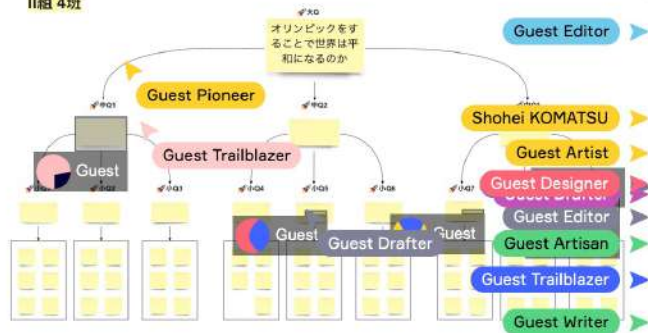 II組 4班
🚀大Q
オリンピックをす
ることで世界は平
和になるのか
Guest Editor
Guest Pioneer
🚀中Q1
🚀中Q2
Shohei KOMATSU
Guest Trailblazer
Guest Artist
Guest
Guest Designer
Guest Drafter
🚀小Q2
🚀小Q3
🚀小Q4
🚀小Q5
🚀小Q6
🚀小Q7
Guest Editor
Guest
Guest Drafter
Guest
Guest Artisan
Guest Trailblazer
Guest Writer